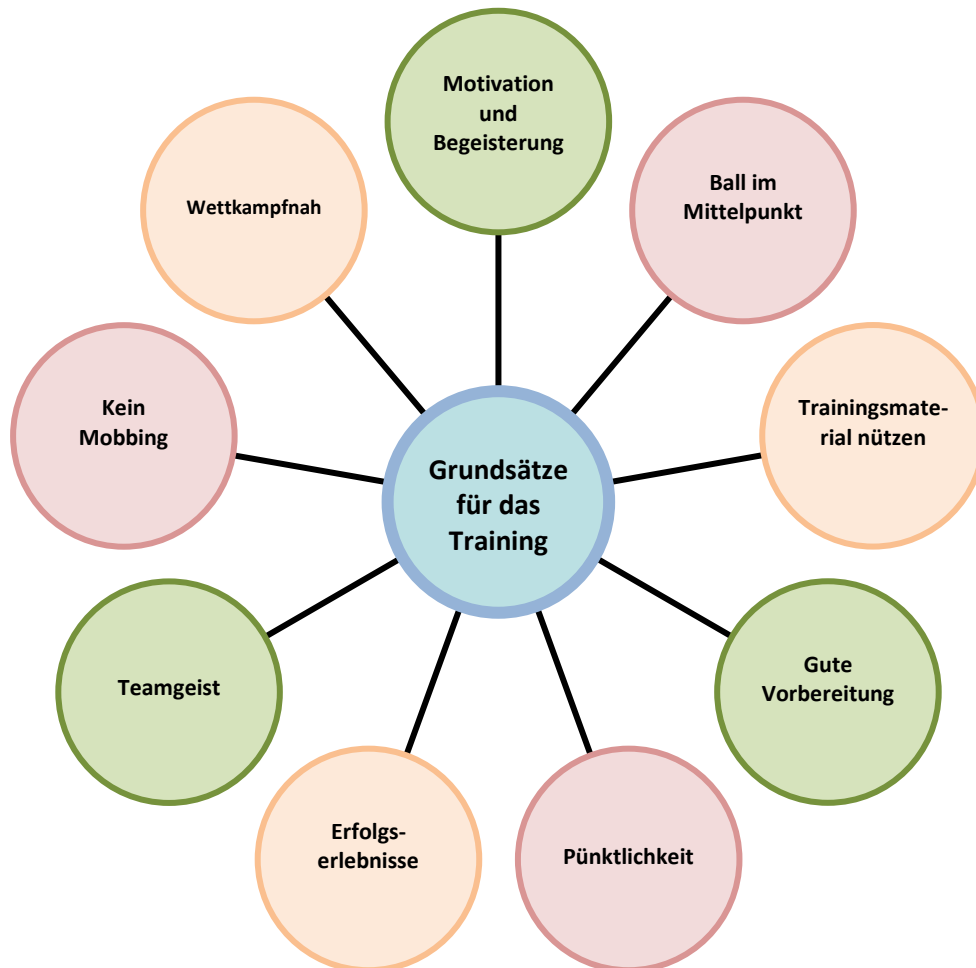 Motivation
und
Begeisterung
Ball im
Mittelpunkt
Trainingsmate-
rial nützen
Gute
Vorbereitung
Pünktlichkeit
Erfolgs-
erlebnisse
Teamgeist
Kein
Mobbing
Wettkampfnah
Grundsätze
für das
Training